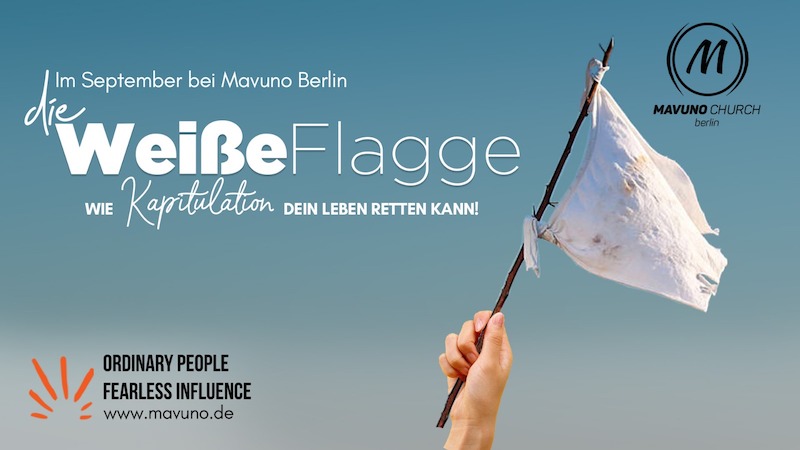 Im September bei Mavuno Berlin
die
WeißeFlagge
WIE Kapitulation DEIN LEBEN RETTEN KANN!
M
MAVUNO CHURCH
berlin
ORDINARY PEOPLE
FEARLESS INFLUENCE
www.mavuno.de